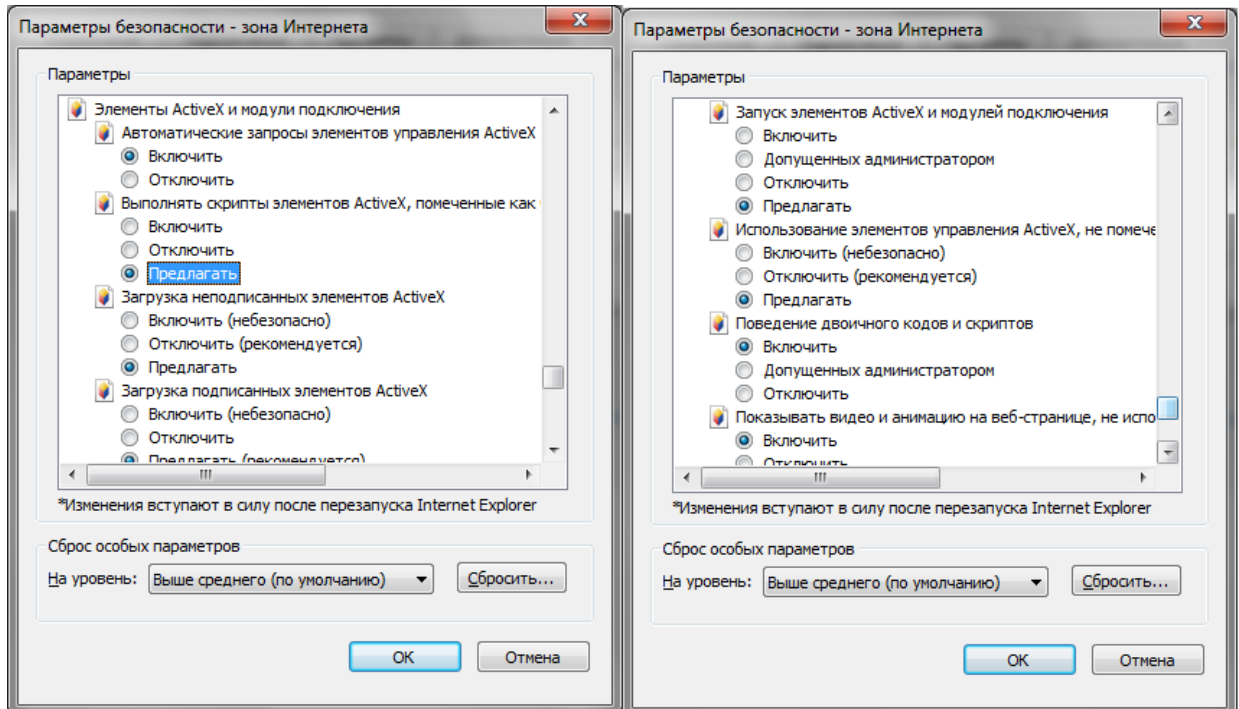 Параметры безопасности - зона Интернета
Параметры
Элементы ActiveX и модули подключения
Автоматические запросы элементов управления ActiveX
Включить
Отключить
Выполнять скрипты элементов ActiveX, помеченные как
Включить
Отключить
Предлагать
Загрузка неподписанных элементов ActiveX
Включить (небезопасно)
Отключить (рекомендуется)
Предлагать
Загрузка подписанных элементов ActiveX
Включить (небезопасно)
Отключить
Предлагать (рекомендуется)
*Изменения вступают в силу после перезапуска Internet Explorer
Сброс особых параметров
На уровень: Выше среднего (по умолчанию) Сбросить...
ОК Отмена
Параметры безопасности - зона Интернета
Параметры
Запуск элементов ActiveX и модулей подключения
Включить
Допущенных администратором
Отключить
Предлагать
Использование элементов управления ActiveX, не помече
Включить (небезопасно)
Отключить (рекомендуется)
Предлагать
Поведение двоичного кодов и скриптов
Включить
Допущенных администратором
Отключить
Показывать видео и анимацию на веб-странице, не испо
Включить
Отключить
*Изменения вступают в силу после перезапуска Internet Explorer
Сброс особых параметров
На уровень: Выше среднего (по умолчанию) Сбросить...
ОК Отмена